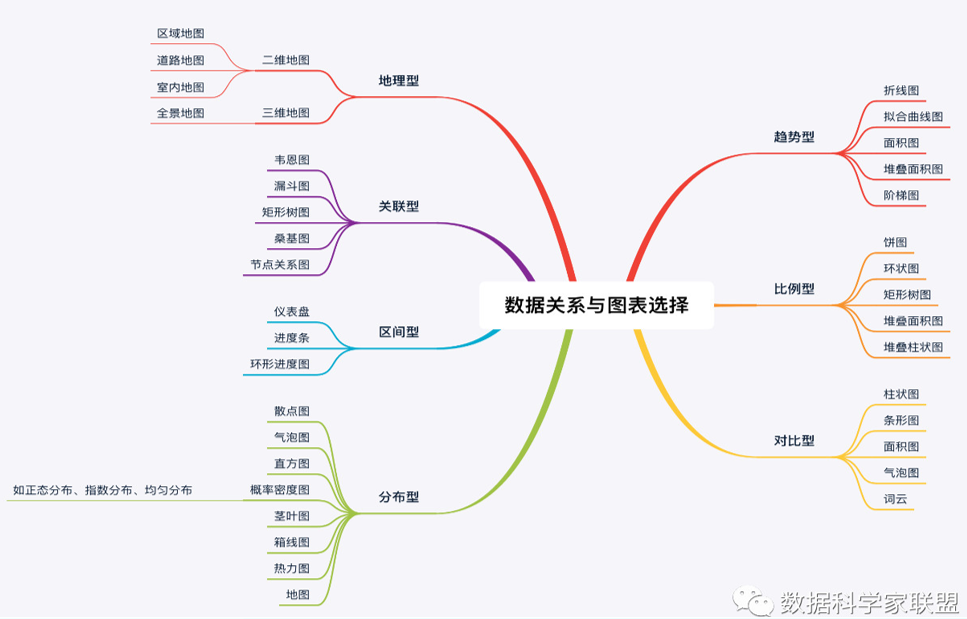 数据关系与图表选择
趋势型
折线图
拟合曲线图
面积图
堆叠面积图
阶梯图
比例型
饼图
环状图
矩形树图
堆叠面积图
堆叠柱状图
对比型
柱状图
条形图
面积图
气泡图
词云
地理型
二维地图
区域地图
道路地图
室内地图
三维地图
全景地图
关联型
韦恩图
漏斗图
矩形树图
桑基图
节点关系图
区间型
仪表盘
进度条
环形进度图
分布型
散点图
气泡图
直方图
概率密度图
如正态分布、指数分布、均匀分布
茎叶图
箱线图
热力图
地图
数据科学家联盟